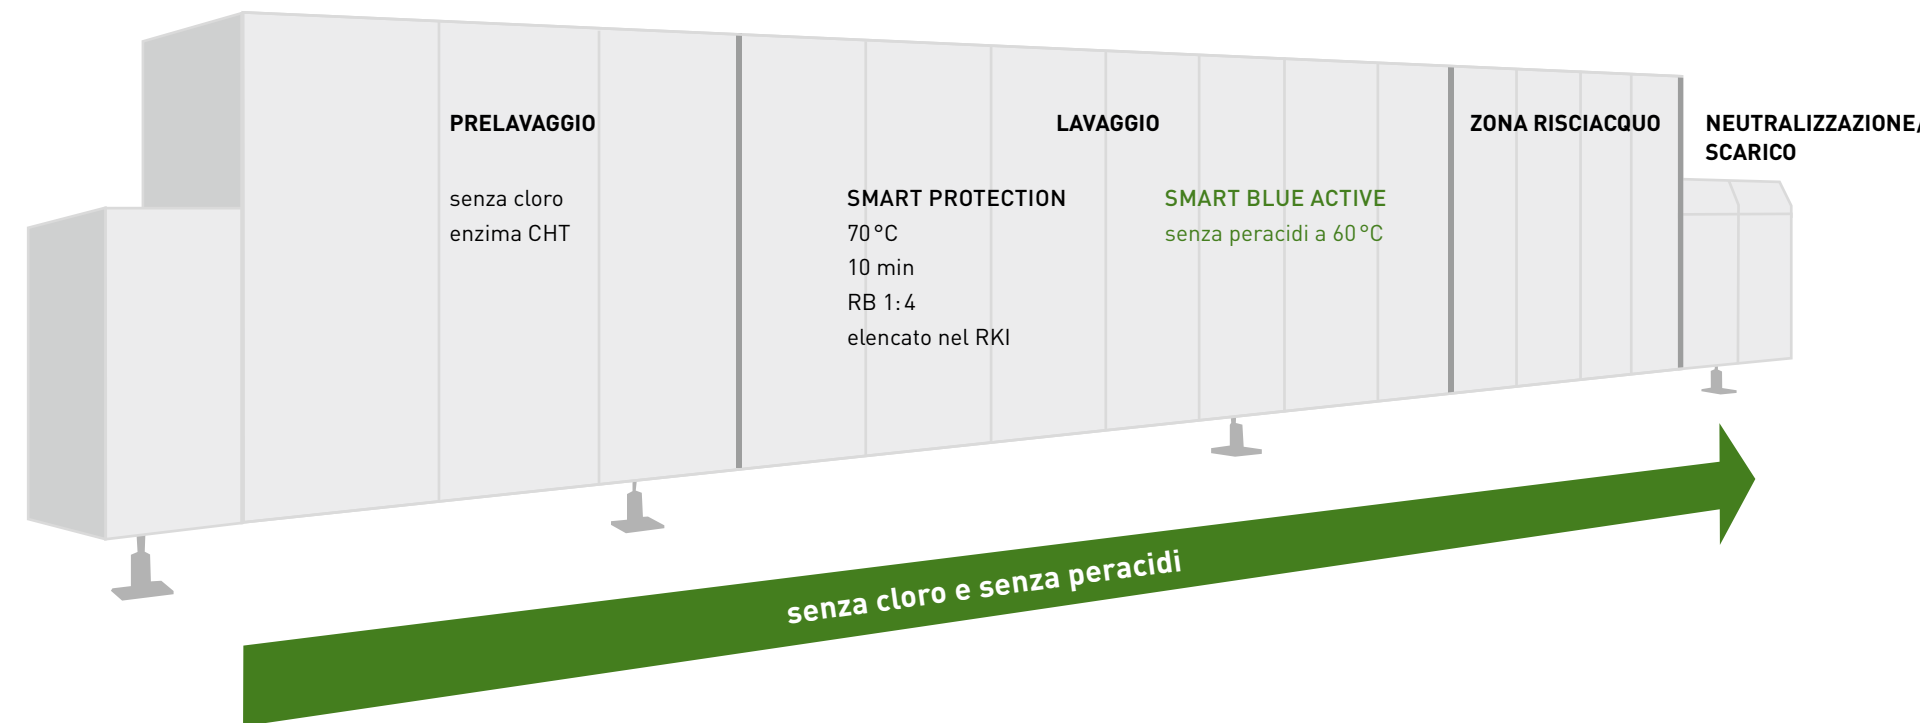 PRELAVAGGIO
senza cloro
enzima CHT
LAVAGGIO
SMART PROTECTION
70 °C
10 min
RB 1:4
elencato nel RKI
SMART BLUE ACTIVE
senza peracidi a 60 °C
ZONA RISCIACQUO
NEUTRALIZZAZIONE/
SCARICO
senza cloro e senza peracidi